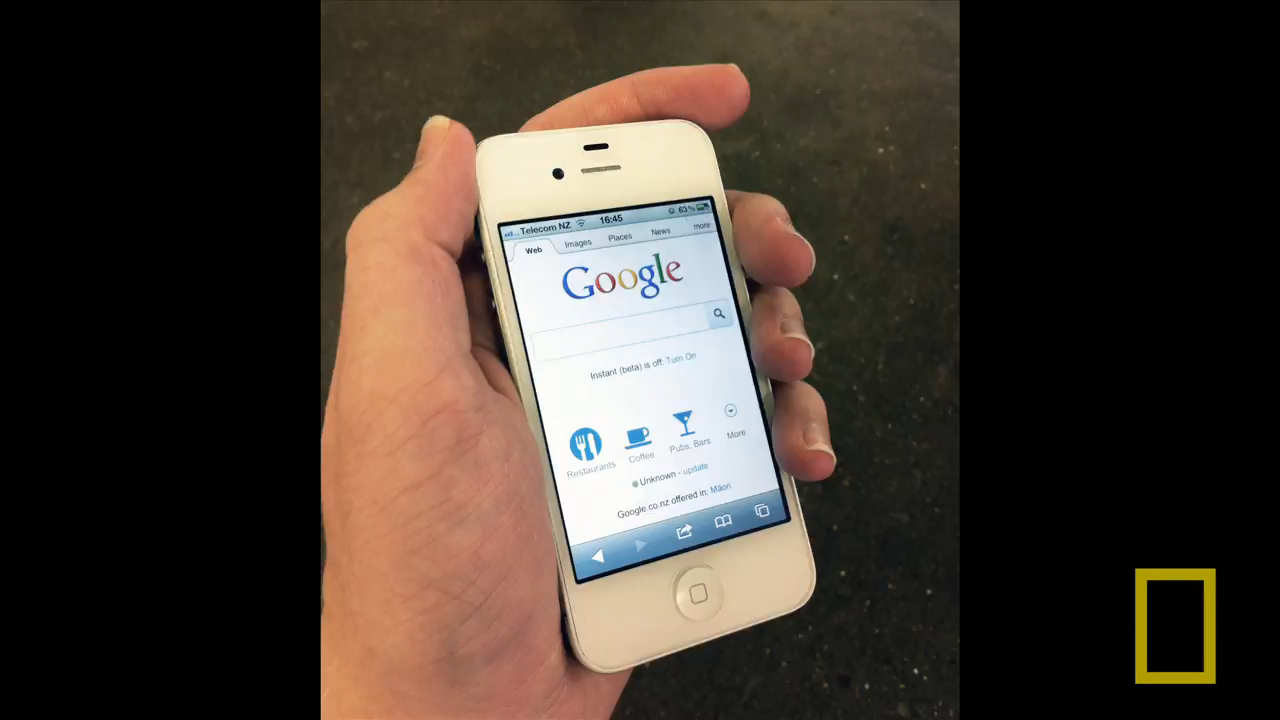 Telecom NZ 16:45 63%
Web Images Places News more
Google
Instant (beta) is off: Turn On
Restaurants Coffee Pubs, Bars More
Unknown - update
Google.co.nz offered in: Māori